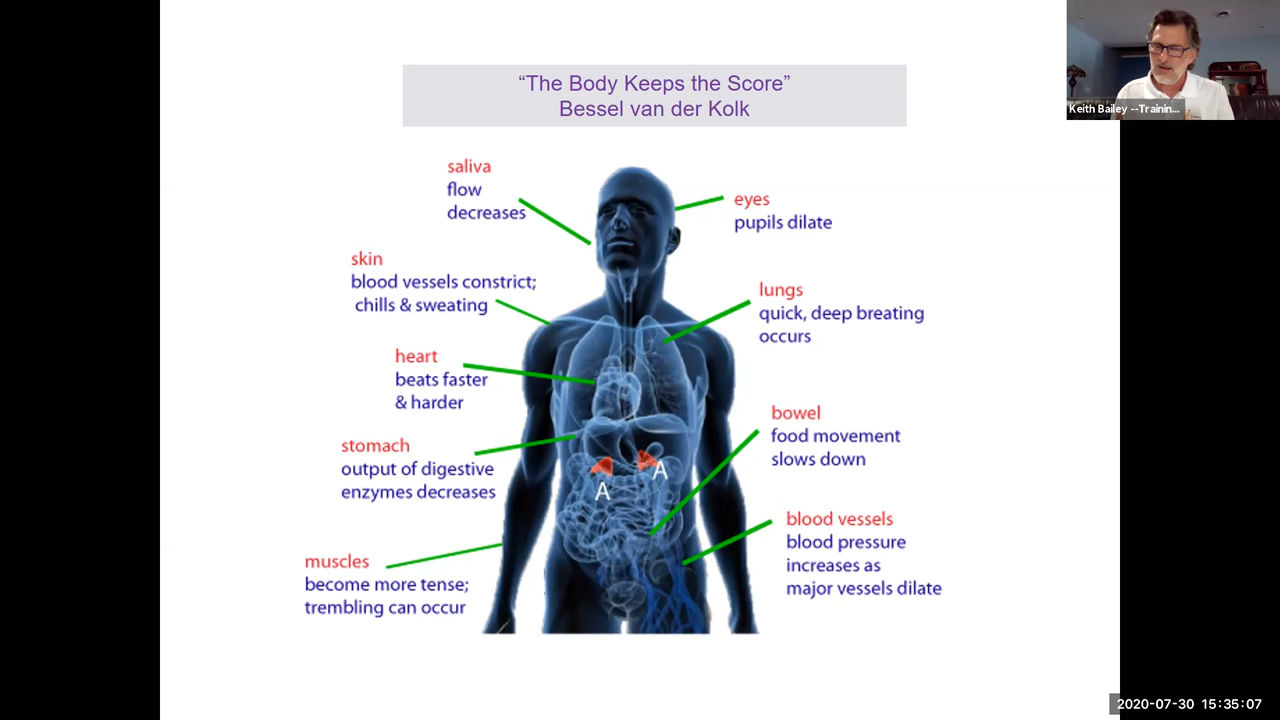 “The Body Keeps the Score”
Bessel van der Kolk
Keith Bailey --Trainin...
saliva
flow
decreases
eyes
pupils dilate
skin
blood vessels constrict;
chills & sweating
lungs
quick, deep breating
occurs
heart
beats faster
& harder
bowel
food movement
slows down
stomach
output of digestive
enzymes decreases
A
A
blood vessels
blood pressure
increases as
major vessels dilate
muscles
become more tense;
trembling can occur
2020-07-30 15:35:07